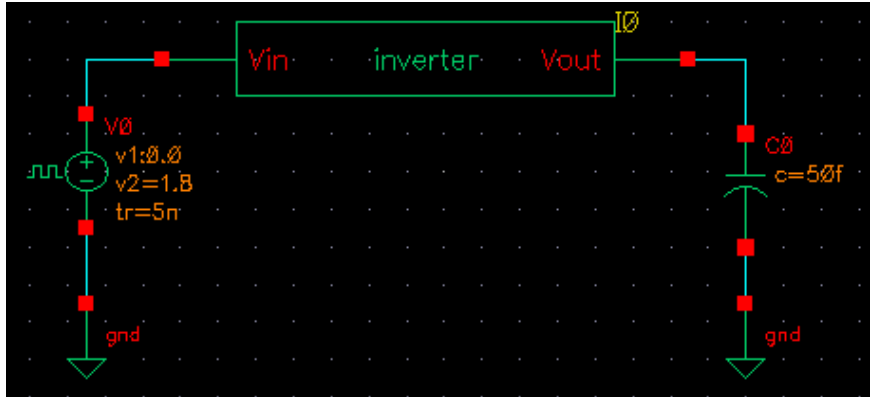 I0
Vin inverter Vout
V0
v1:0.0
v2=1.8
tr=5n
C0
c=50f
gnd
gnd